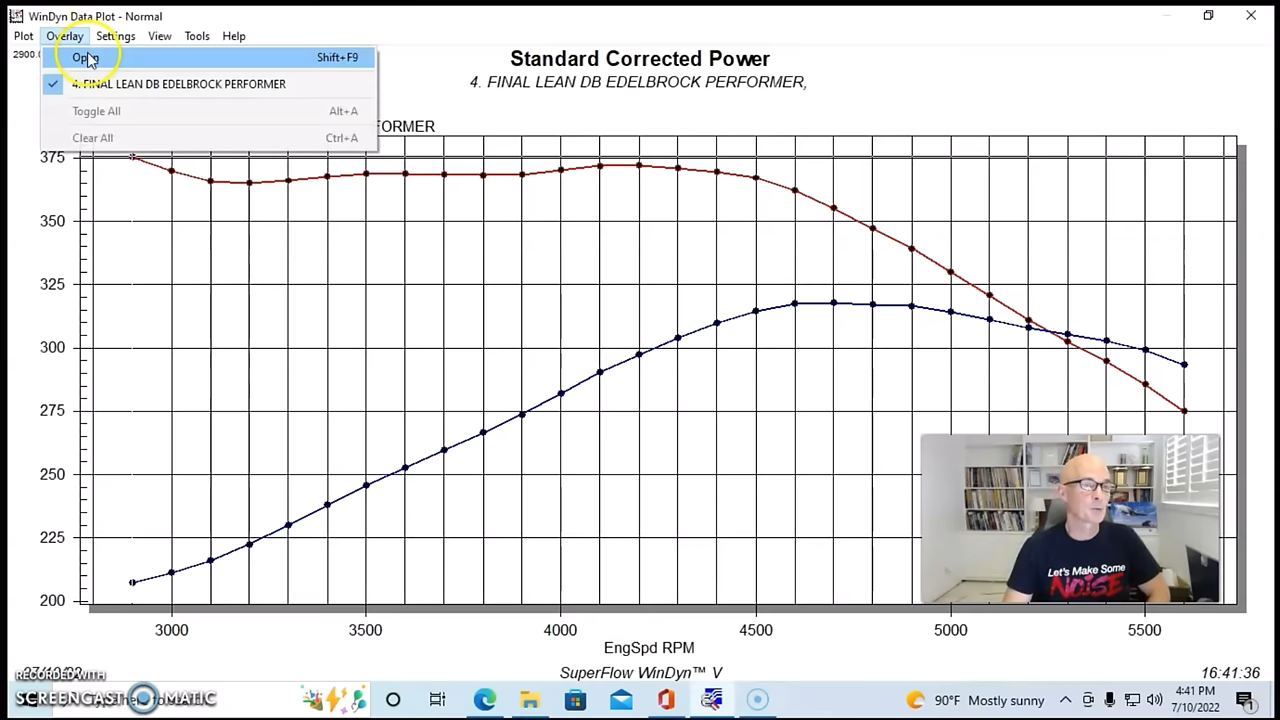 WinDyn Data Plot - Normal
Plot Overlay Settings View Tools Help
2900.
Shift+F9
4. FINAL LEAN DB EDELBROCK PERFORMER
Toggle All Alt+A
Clear All Ctrl+A
Standard Corrected Power
4. FINAL LEAN DB EDELBROCK PERFORMER,
FORMER
375
350
325
300
275
250
225
200
3000 3500 4000 4500 5000 5500
EngSpd RPM
Let's Make Some
NOISE
SuperFlow WinDyn™ V
16:41:36
RECORDED WITH
SCREENCAST-O-MATIC
90°F Mostly sunny
4:41 PM
7/10/2022
1